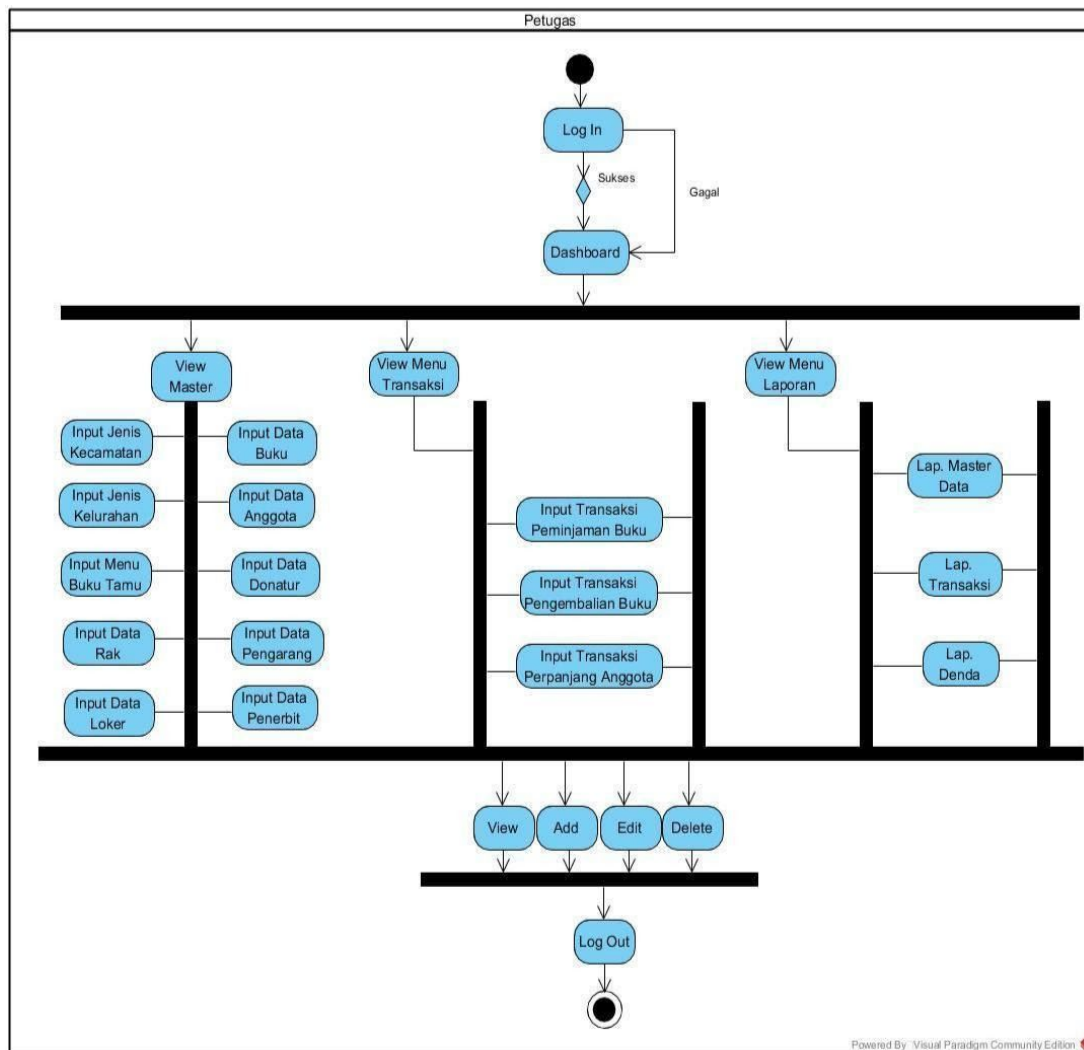 Petugas
Log In
Sukses
Gagal
Dashboard
View
Master
View Menu
Transaksi
View Menu
Laporan
Input Jenis
Kecamatan
Input Data
Buku
Input Jenis
Kelurahan
Input Data
Anggota
Input Menu
Buku Tamu
Input Data
Donatur
Input Data
Rak
Input Data
Pengarang
Input Data
Loker
Input Data
Penerbit
Input Transaksi
Peminjaman Buku
Input Transaksi
Pengembalian Buku
Input Transaksi
Perpanjang Anggota
Lap. Master
Data
Lap.
Transaksi
Lap.
Denda
View
Add
Edit
Delete
Log Out
Powered By Visual Paradigm Community Edition